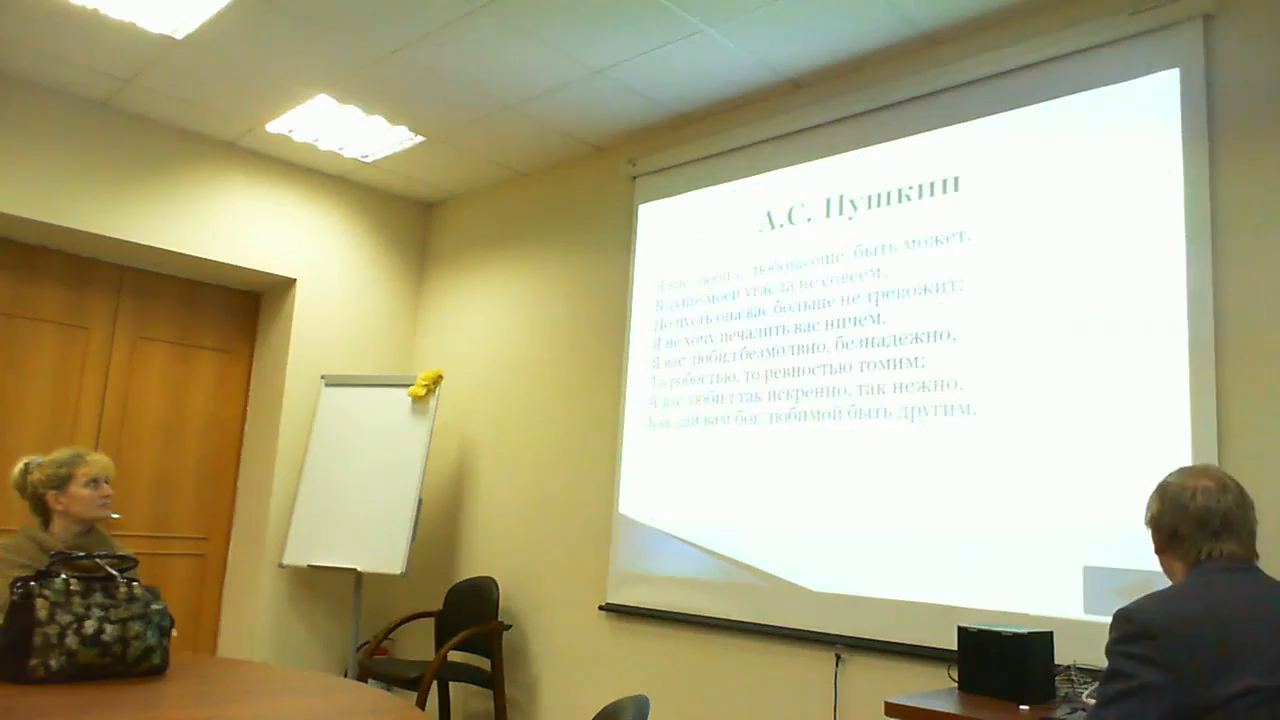 А.С. Пушкин
Я вас любил: любовь еще, быть может,
В душе моей угасла не совсем;
Но пусть она вас больше не тревожит;
Я не хочу печалить вас ничем.
Я вас любил безмолвно, безнадежно,
То робостью, то ревностью томим;
Я вас любил так искренно, так нежно,
Как дай вам бог любимой быть другим.